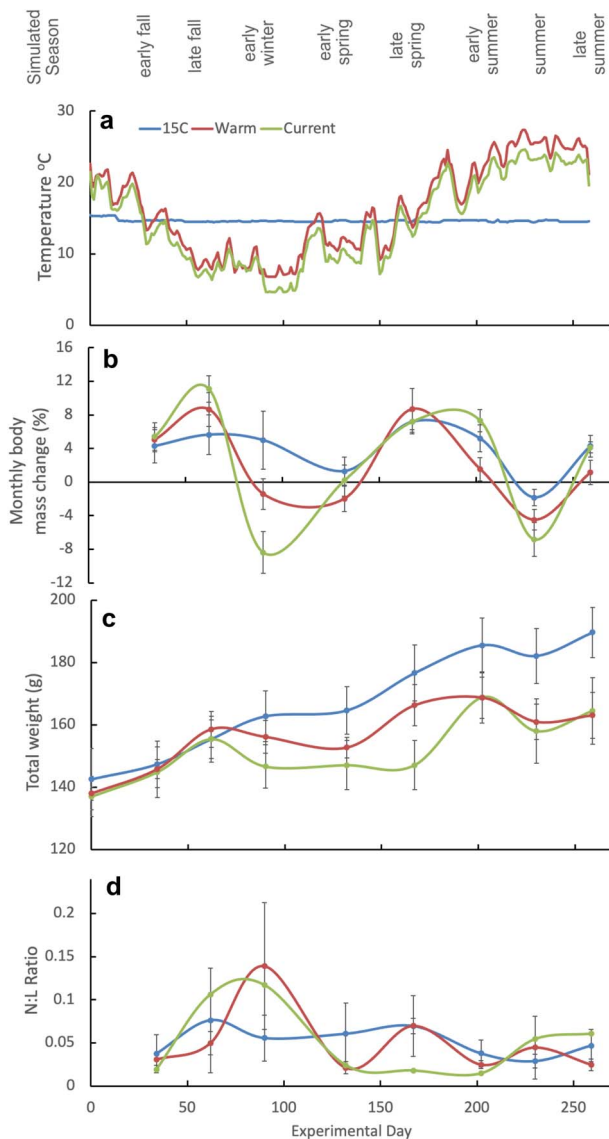 Simulated
Season
early fall
late fall
early
winter
early
spring
late
spring
early
summer
summer
late
summer
a
15C Warm Current
Temperature ºC
30
20
10
0
b
Monthly body
mass change (%)
16
12
8
4
0
-4
-8
-12
c
Total weight (g)
200
180
160
140
120
d
N:L Ratio
0.2
0.15
0.1
0.05
0
0 50 100 150 200 250
Experimental Day